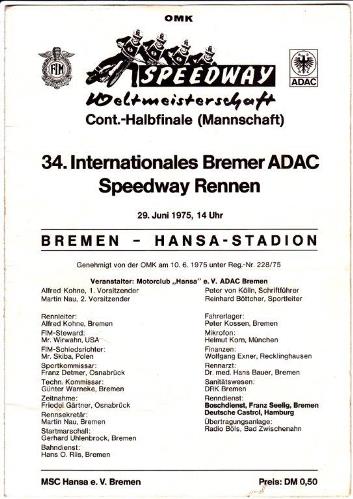 OMK
FIM
SPEEDWAY
ADAC
Weltmeisterschaft
Cont.-Halbfinale (Mannschaft)
34. Internationales Bremer ADAC
Speedway Rennen
29. Juni 1975, 14 Uhr
BREMEN – HANSA-STADION
Genehmigt von der OMK am 10. 6. 1975 unter Reg.-Nr. 228/75
Veranstalter: Motorclub „Hansa" e. V. ADAC Bremen
Alfred Kohne, 1. Vorsitzender
Martin Nau, 2. Vorsitzender
Peter von Kölln, Schriftführer
Reinhard Böttcher, Sportleiter
Rennleiter:
Alfred Kohne, Bremen
FIM-Steward:
Mr. Wirwahn, USA
FIM-Schiedsrichter:
Mr. Skiba, Polen
Sportkommissar:
Franz Detmer, Osnabrück
Techn. Kommissar:
Günter Warneke, Bremen
Zeitnahme:
Friedel Gärtner, Osnabrück
Rennsekretär:
Martin Nau, Bremen
Startmarschall:
Gerhard Uhlenbrock, Bremen
Bahndienst:
Hans O. Riis, Bremen
Fahrerlager:
Peter Kossen, Bremen
Mikrofon:
Helmut Korn, München
Finanzen:
Wolfgang Exner, Recklinghausen
Rennarzt:
Dr. med. Hans Bauer, Bremen
Sanitätswesen:
DRK Bremen
Renndienst:
Boschdienst, Franz Seelig, Bremen
Deutsche Castrol, Hamburg
Übertragungsanlage:
Radio Böls, Bad Zwischenahn
MSC Hansa e. V. Bremen
Preis: DM 0,50